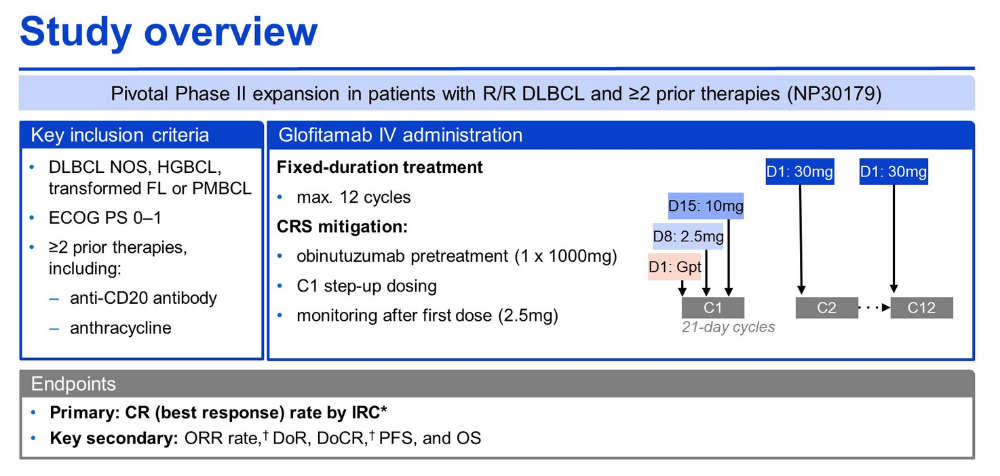 Study overview
Pivotal Phase II expansion in patients with R/R DLBCL and ≥2 prior therapies (NP30179)
Key inclusion criteria
• DLBCL NOS, HGBCL,
transformed FL or PMBCL
• ECOG PS 0–1
• ≥2 prior therapies,
including:
– anti-CD20 antibody
– anthracycline
Glofitamab IV administration
Fixed-duration treatment
• max. 12 cycles
CRS mitigation:
• obinutuzumab pretreatment (1 x 1000mg)
• C1 step-up dosing
• monitoring after first dose (2.5mg)
D1: 30mg
D1: 30mg
D15: 10mg
D8: 2.5mg
D1: Gpt
C1
C2
C12
21-day cycles
Endpoints
• Primary: CR (best response) rate by IRC*
• Key secondary: ORR rate,† DoR, DoCR,† PFS, and OS